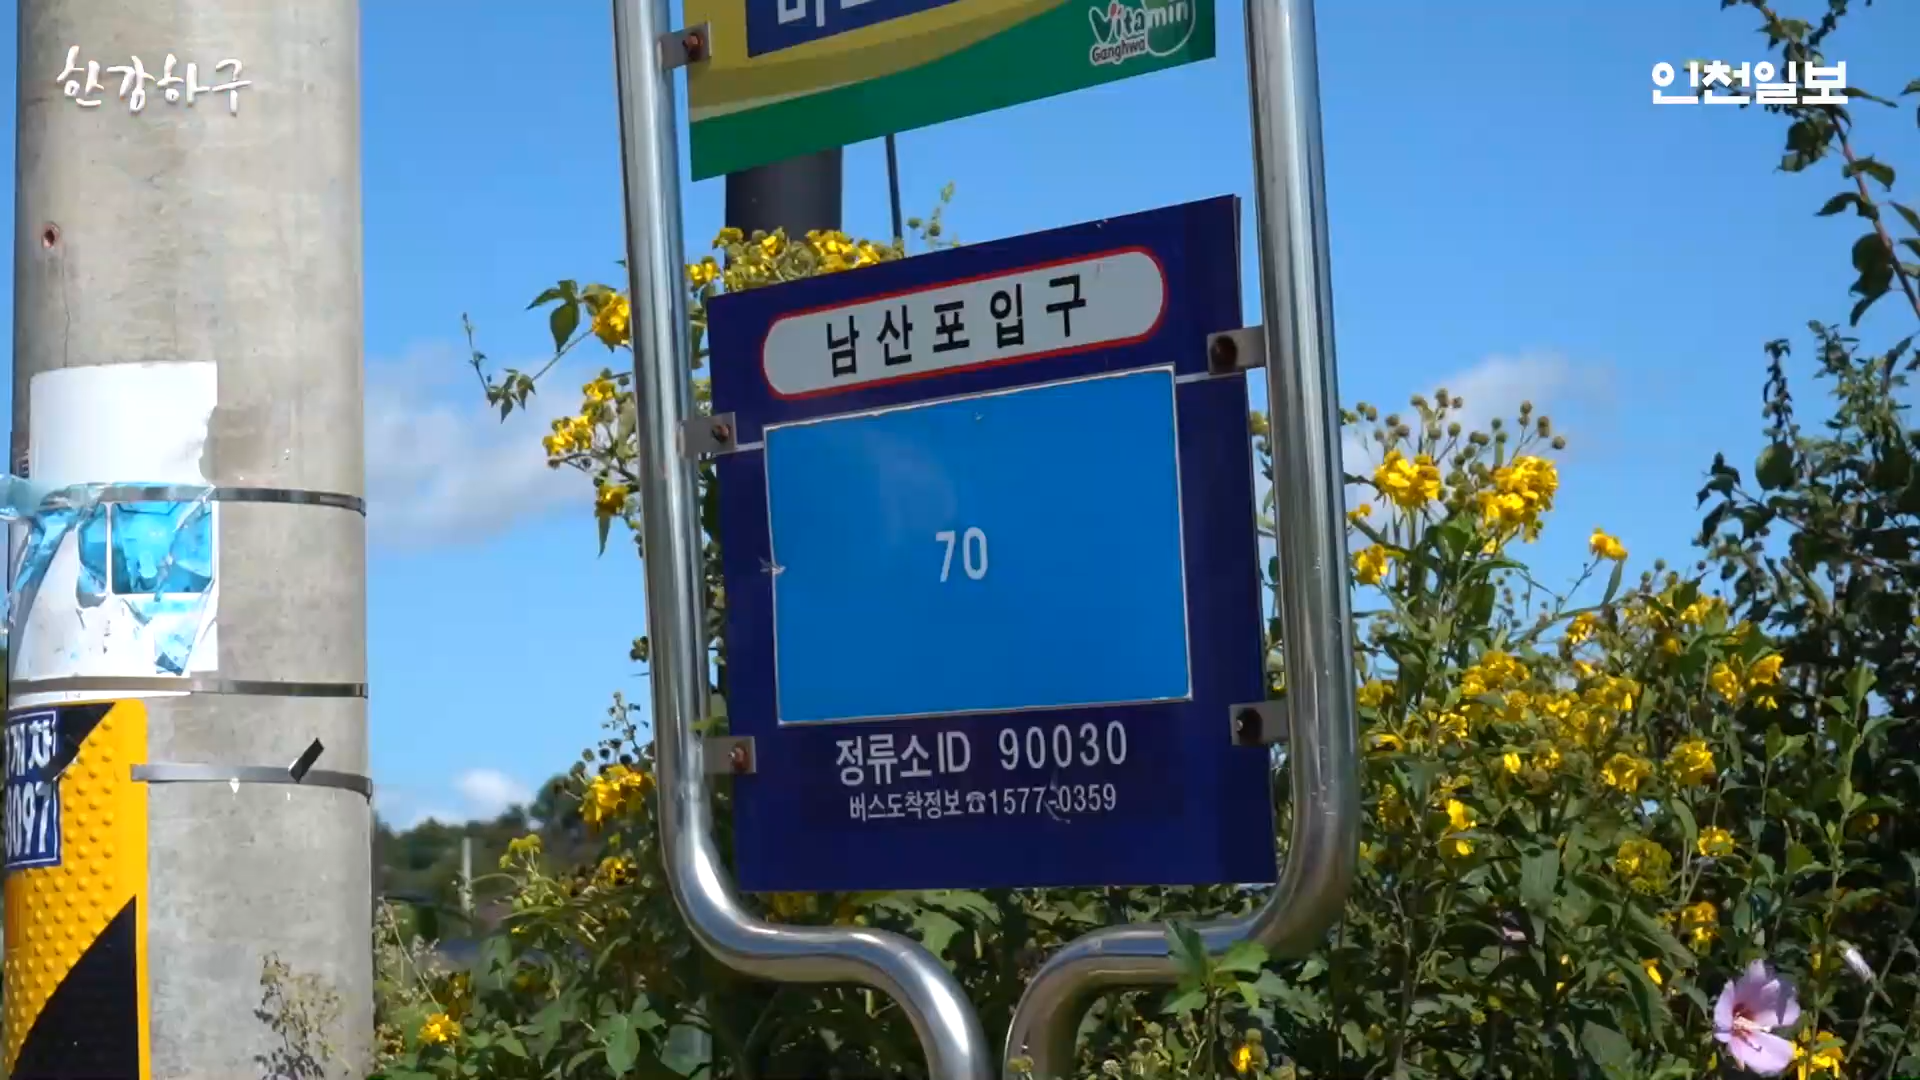 한강하구
인천일보
Vitamin
Ganghwa
남산포입구
70
정류소ID 90030
버스도착정보☎1577-0359